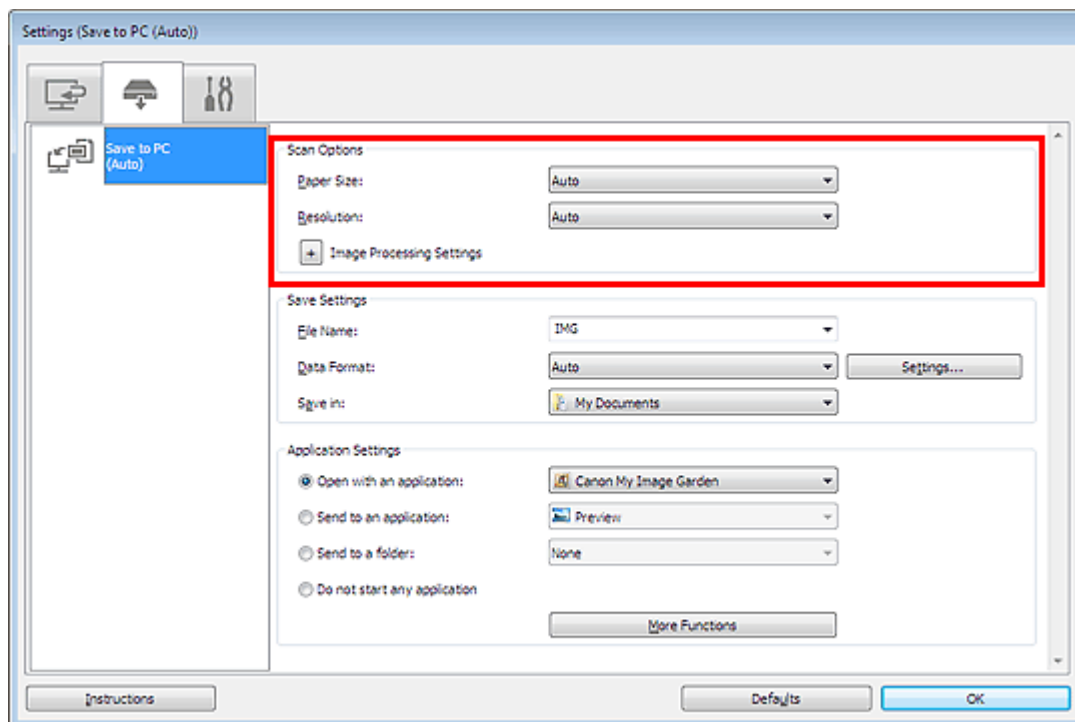 Settings (Save to PC (Auto))
Save to PC
(Auto)
Scan Options
Paper Size: Auto
Resolution: Auto
+ Image Processing Settings
Save Settings
File Name: IMG
Data Format: Auto Settings...
Save in: My Documents
Application Settings
Open with an application: Canon My Image Garden
Send to an application: Preview
Send to a folder: None
Do not start any application
More Functions
Instructions Defaults OK